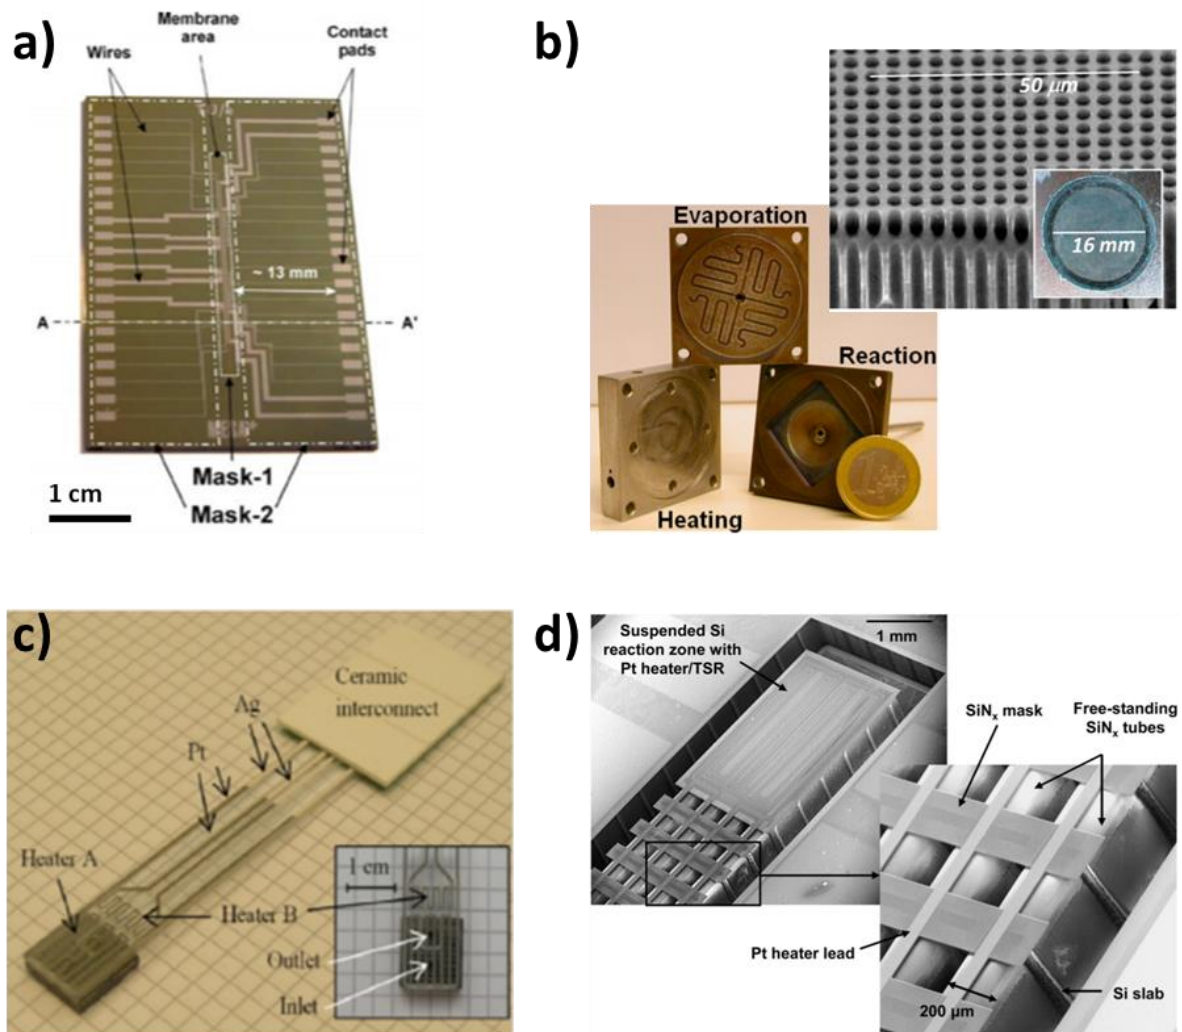 a)
Membrane
area
Wires
Contact
pads
~ 13 mm
A
A'
Mask-1
Mask-2
1 cm
b)
50 µm
16 mm
Evaporation
Reaction
Heating
c)
Ceramic
interconnect
Ag
Pt
Heater A
1 cm
Heater B
Outlet
Inlet
d)
1 mm
Suspended Si
reaction zone with
Pt heater/TSR
SiNx mask
Free-standing
SiNx tubes
Pt heater lead
Si slab
200 µm